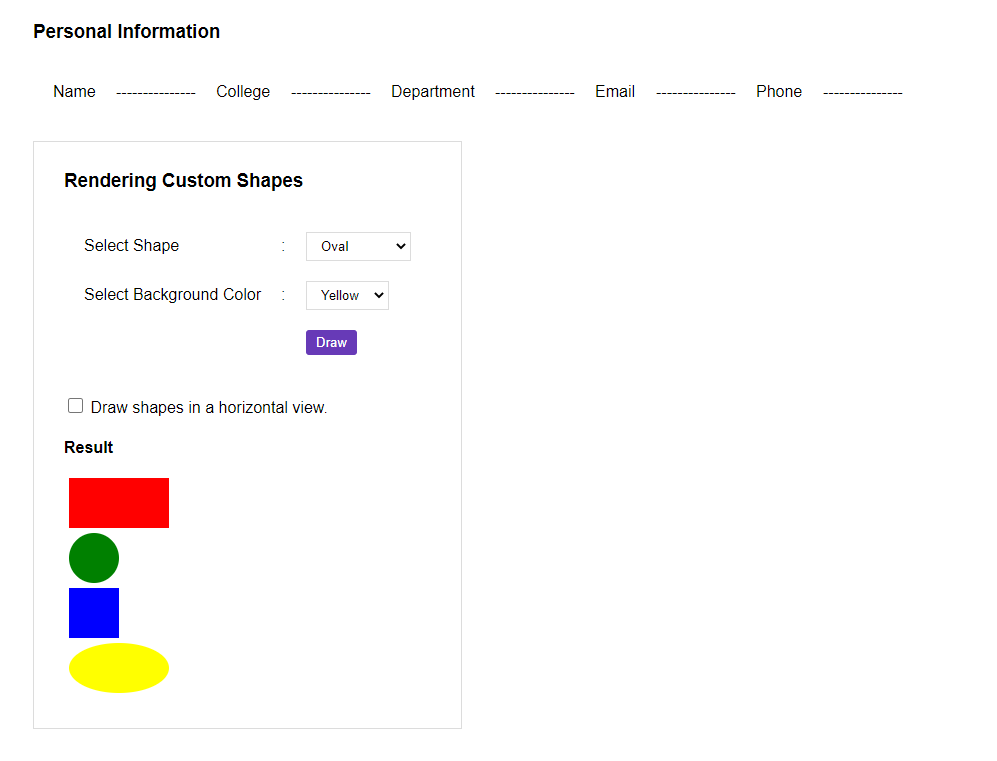 Personal Information
Name --------------- College --------------- Department --------------- Email --------------- Phone ---------------
Rendering Custom Shapes
Select Shape : Oval
Select Background Color : Yellow
Draw
Draw shapes in a horizontal view.
Result